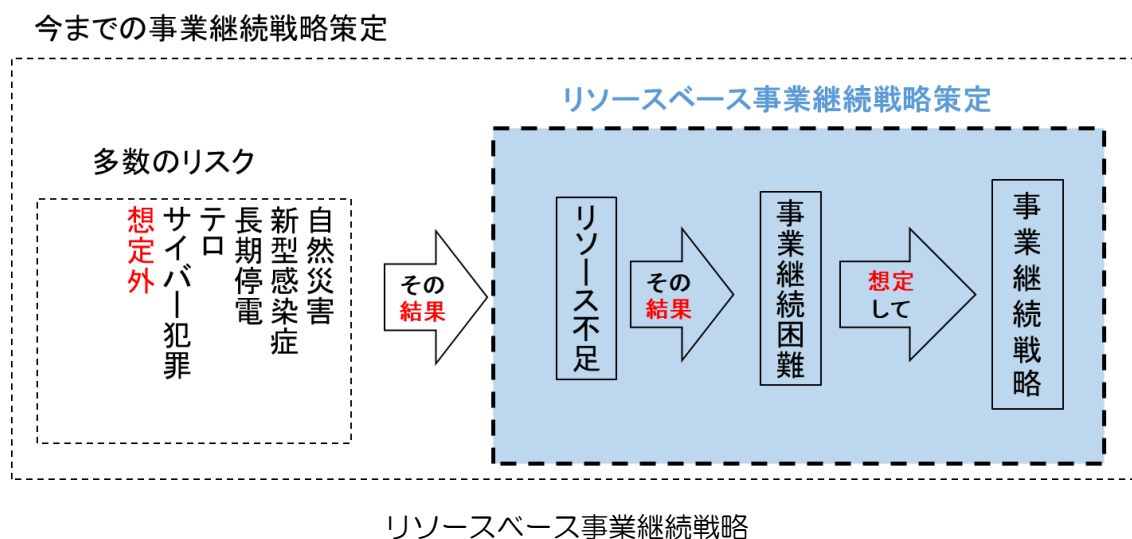 今までの事業継続戦略策定
リソースベース事業継続戦略策定
多数のリスク
自然災害
新型感染症
長期停電
テロ
サイバー犯罪
想定外
その
結果
リソース不足
その
結果
事業継続困難
想定
して
事業継続戦略
リソースベース事業継続戦略